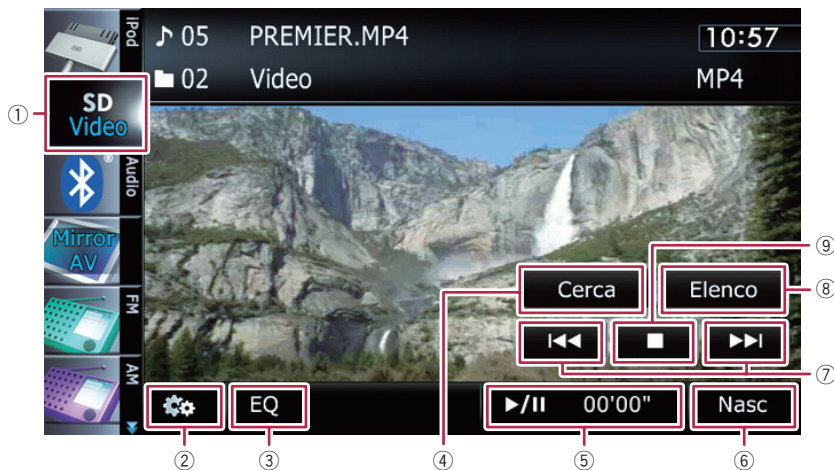 iPod
05 PREMIER.MP4 10:57
02 Video MP4
①
SD
Video
Audio
Mirror
AV
⑨
Cerca
Elenco
⑧
FM
⑦
AM
EQ
00'00"
Nasc
② ③ ④ ⑤ ⑥